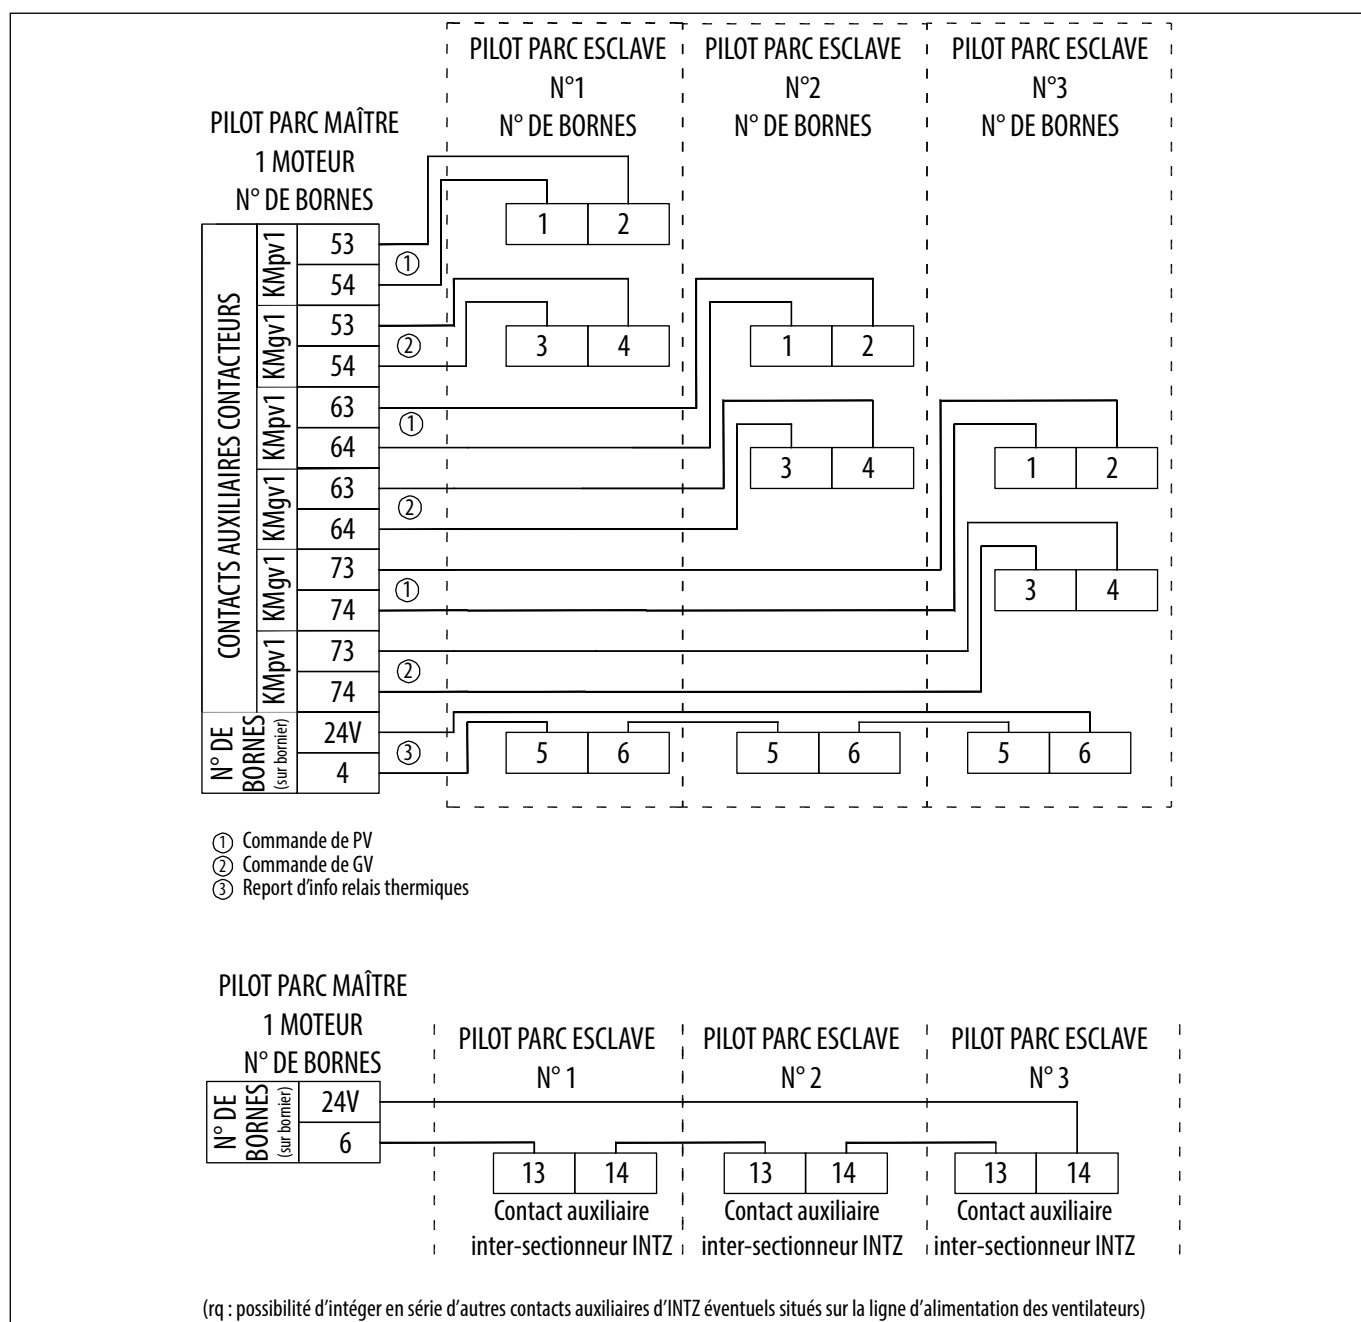 PILOT PARC ESCLAVE
N°1
N° DE BORNES
PILOT PARC ESCLAVE
N°2
N° DE BORNES
PILOT PARC ESCLAVE
N°3
N° DE BORNES
PILOT PARC MAÎTRE
1 MOTEUR
N° DE BORNES
CONTACTS AUXILIAIRES CONTACTEURS
KMpv1
53
54
①
1 2
KMgv1
53
54
②
3 4
1 2
KMpv1
63
64
①
3 4
1 2
KMgv1
63
64
②
KMgv1
73
74
①
3 4
KMpv1
73
74
②
N° DE
BORNES
(sur bornier)
24V
4
③
5 6
5 6
5 6
① Commande de PV
② Commande de GV
③ Report d’info relais thermiques
PILOT PARC MAÎTRE
1 MOTEUR
N° DE BORNES
PILOT PARC ESCLAVE
N° 1
PILOT PARC ESCLAVE
N° 2
PILOT PARC ESCLAVE
N° 3
N° DE
BORNES
(sur bornier)
24V
6
13 14
13 14
13 14
Contact auxiliaire
inter-sectionneur INTZ
Contact auxiliaire
inter-sectionneur INTZ
Contact auxiliaire
inter-sectionneur INTZ
(rq : possibilité d’intéger en série d’autres contacts auxiliaires d’INTZ éventuels situés sur la ligne d’alimentation des ventilateurs)